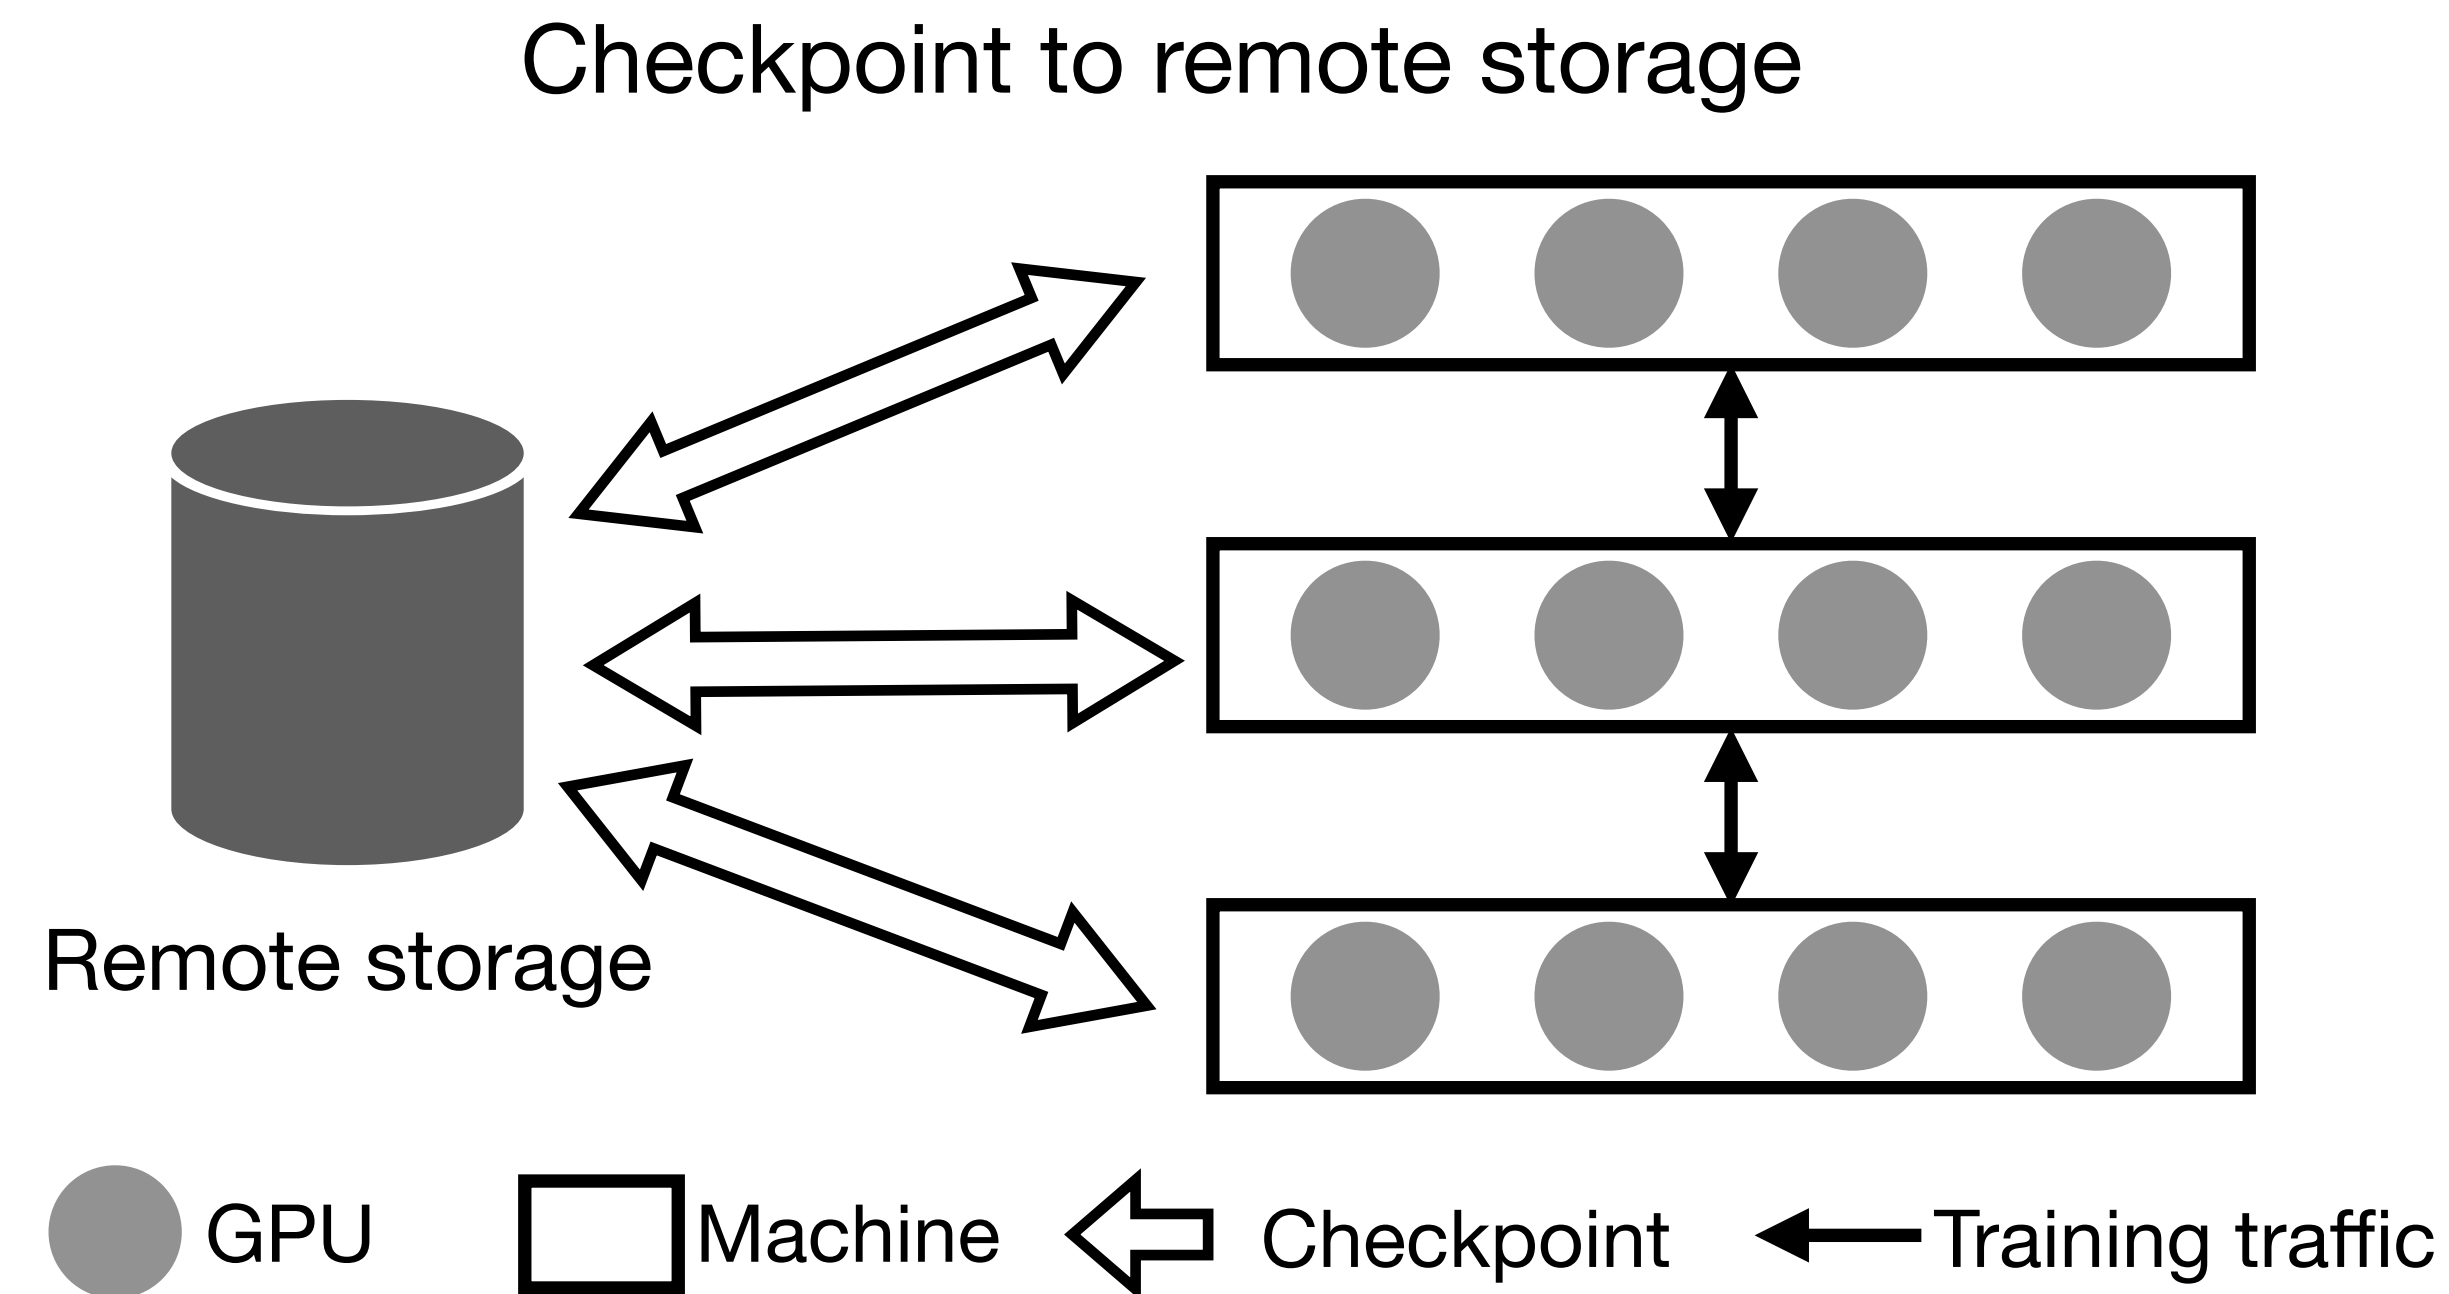 Checkpoint to remote storage
Remote storage
GPU
Machine
Checkpoint
Training traffic